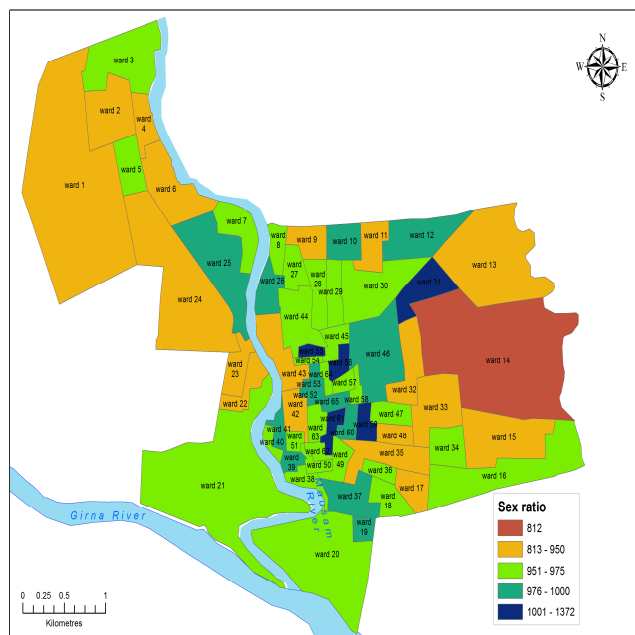 N
W E
S
ward 3
ward 2
ward
4
ward 5
ward 1
ward 6
ward 7
ward
8
ward 9
ward 10
ward 11
ward 12
ward 13
ward 25
ward 26
ward
27
ward
28
ward 29
ward 30
ward 31
ward 24
ward 44
ward 45
ward 46
ward 14
ward 54
ward 57
ward
23
ward 43
ward 53
ward 52
ward 58
ward 32
ward 22
ward
42
ward 65
ward 47
ward 33
ward 41
ward 40
ward
51
ward
63
ward 60
ward 48
ward 15
ward 34
ward 35
ward
39
ward 50
ward
49
ward 36
ward 16
ward 38
ward 21
ward 37
ward
18
ward 17
ward
19
ward 20
Girna River
Mausam
River
Sex ratio
812
813 - 950
951 - 975
976 - 1000
1001 - 1372
0 0.25 0.5 1
Kilometres